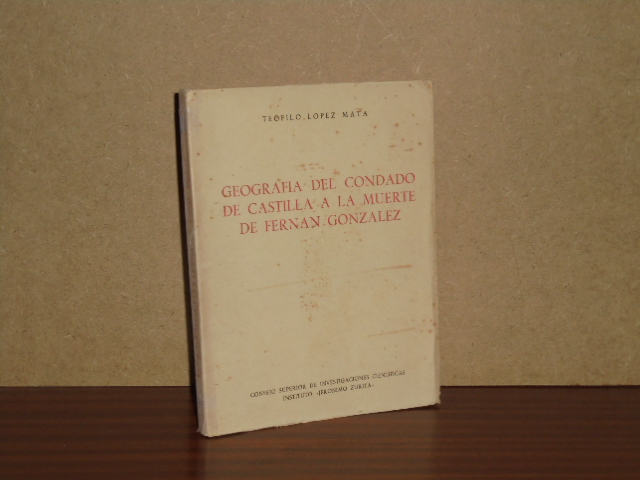 TEOFILO LOPEZ MATA
GEOGRAFIA DEL CONDADO
DE CASTILLA A LA MUERTE
DE FERNAN GONZALEZ
CONSEJO SUPERIOR DE INVESTIGACIONES CIENTIFICAS
INSTITUTO «JERONIMO ZURITA»